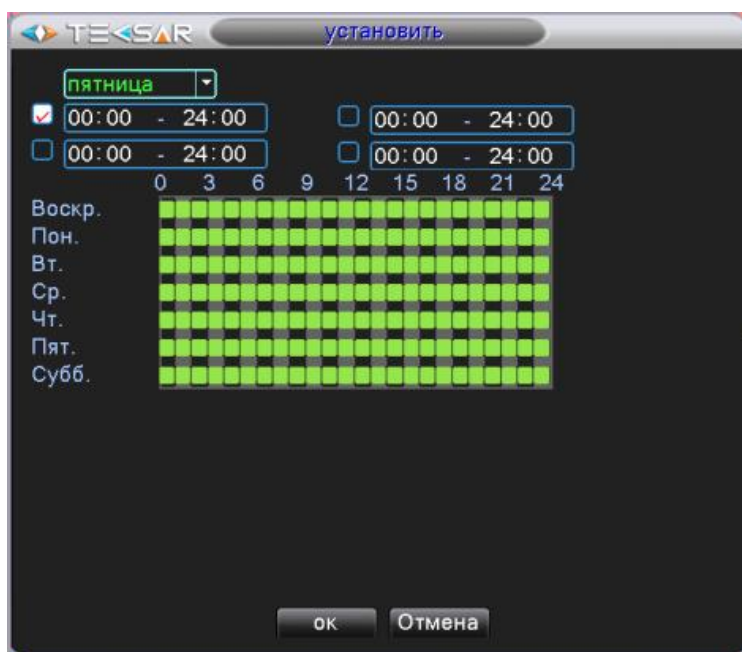 TECSAR установить
пятница
00:00 - 24:00 00:00 - 24:00
00:00 - 24:00 00:00 - 24:00
0 3 6 9 12 15 18 21 24
Воскр.
Пон.
Вт.
Ср.
Чт.
Пят.
Субб.
ок Отмена